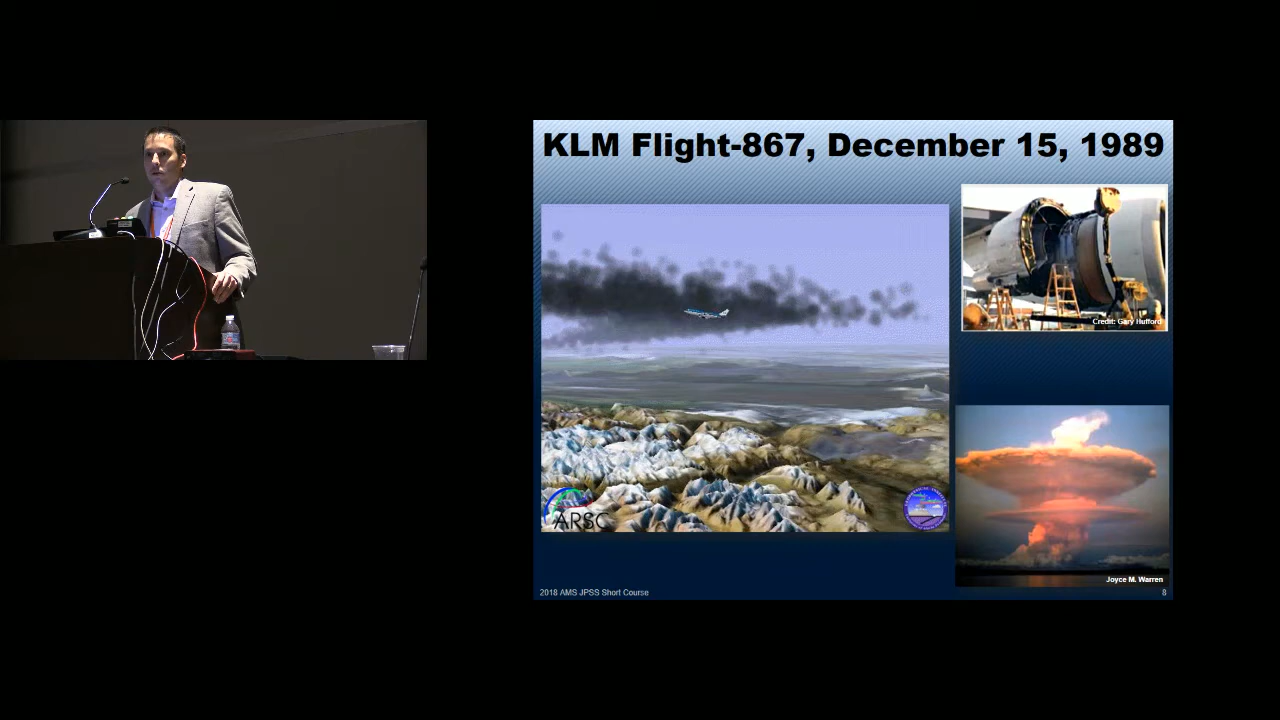 KLM Flight-867, December 15, 1989
Credit: Gary Hufford
ARSC
Joyce M. Warren
2018 AMS JPSS Short Course
8